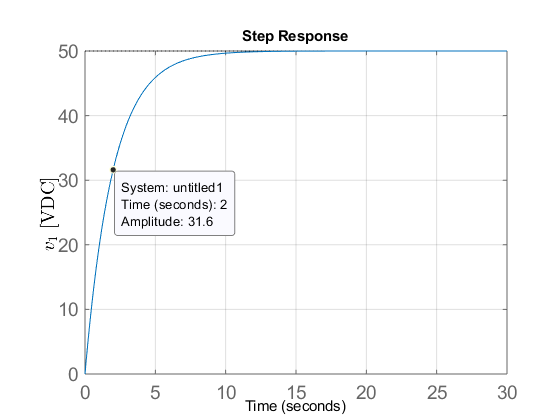 Step Response
50
40
30
20
10
0
v₁ [VDC]
System: untitled1
Time (seconds): 2
Amplitude: 31.6
0 5 10 15 20 25 30
Time (seconds)